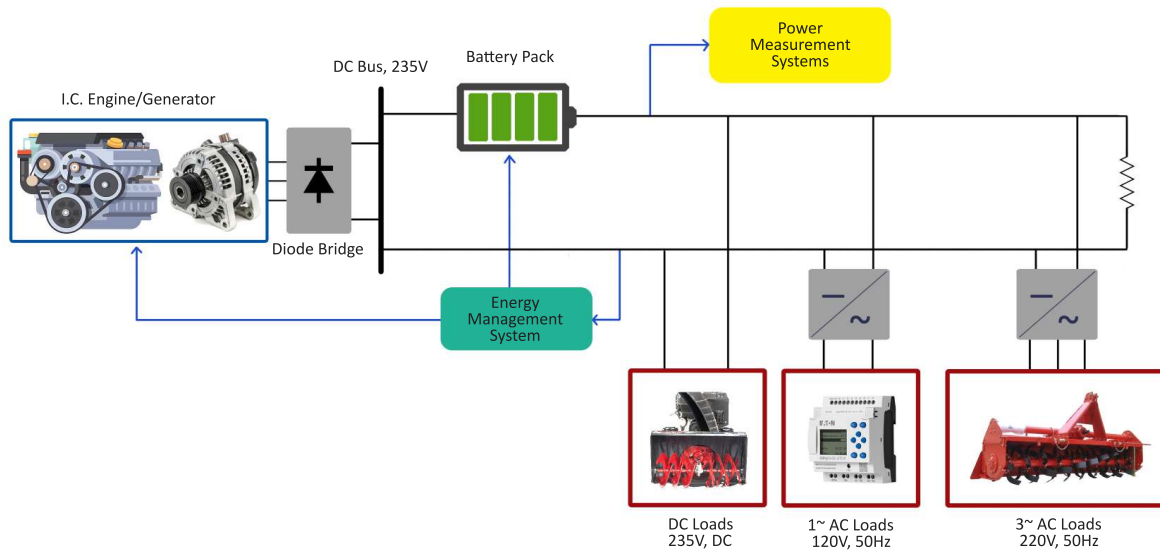 Power
Measurement
Systems
Battery Pack
DC Bus, 235V
I.C. Engine/Generator
Diode Bridge
Energy
Management
System
DC Loads
235V, DC
1~ AC Loads
120V, 50Hz
3~ AC Loads
220V, 50Hz